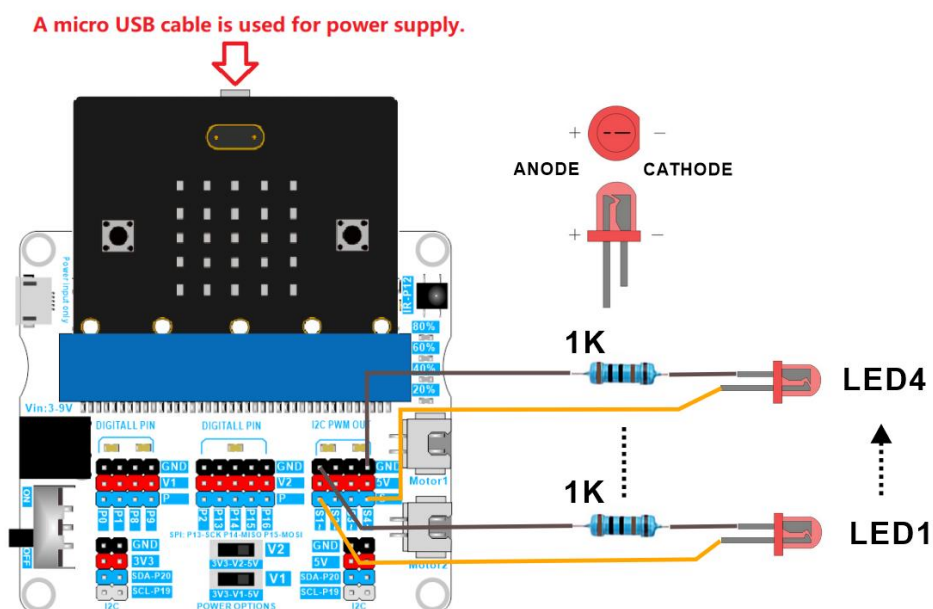 A micro USB cable is used for power supply.
+ −
ANODE CATHODE
+ −
Power input only
IR-P12
80%
60%
40%
20%
1K
LED4
Vin:3-9V
DIGITALL PIN DIGITALL PIN I2C PWM OUT
GND GND GND
V1 V2 5V
P P
Motor1
P0 P1 P8 P9 P2 P13 P14 P15 P16 S1 S4
ON
OFF
1K
LED1
SPI: P13-SCK P14-MISO P15-MOSI
Motor2
GND V2 GND
3V3 3V3-V2-5V 5V
SDA-P20 V1 SDA-P20
SCL-P19 3V3-V1-5V SCL-P19
I2C POWER OPTIONS I2C